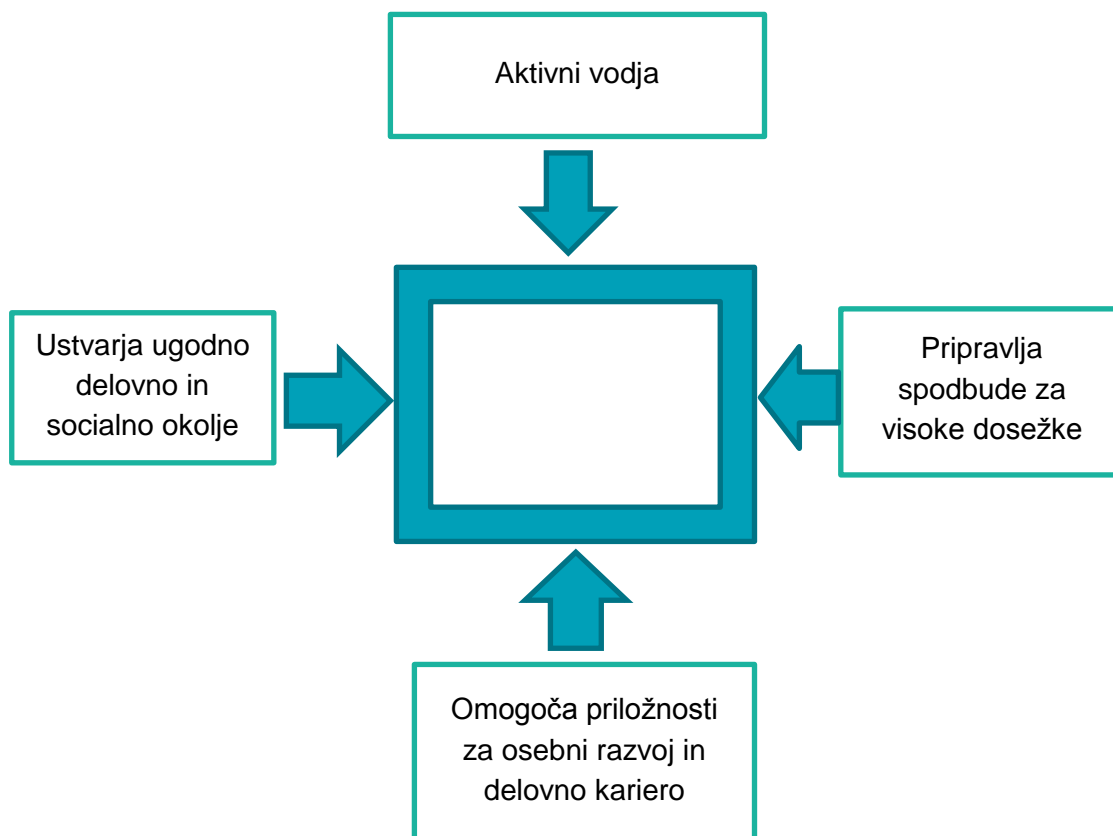 Aktivni vodja
Ustvarja ugodno
delovno in
socialno okolje
Pripravlja
spodbude za
visoke dosežke
Omogoča priložnosti
za osebni razvoj in
delovno kariero